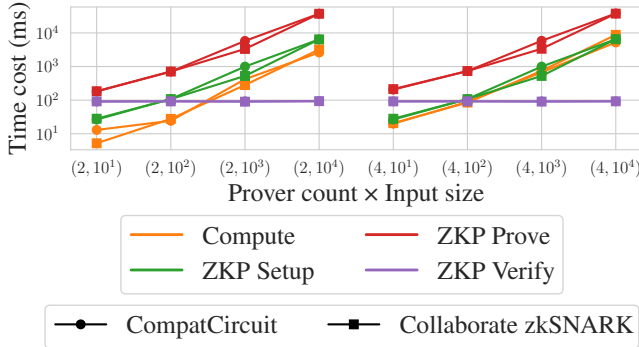 Time cost (ms)
10⁴
10³
10²
10¹
(2, 10¹) (2, 10²) (2, 10³) (2, 10⁴) (4, 10¹) (4, 10²) (4, 10³) (4, 10⁴)
Prover count × Input size
Compute ZKP Prove
ZKP Setup ZKP Verify
CompatCircuit Collaborate zkSNARK